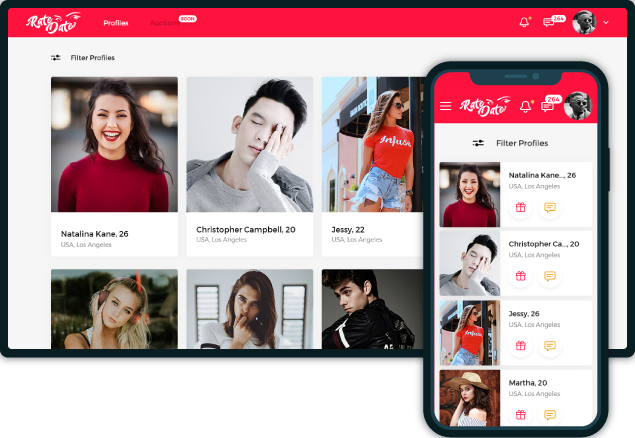 Rate Date
Profiles
Auctions
SOON
264
Filter Profiles
Natalina Kane, 26
USA, Los Angeles
Christopher Campbell, 20
USA, Los Angeles
Infuse
Jessy, 22
USA, Los Angeles
Rate Date
264
Filter Profiles
Natalina Kane.., 26
USA, Los Angeles
Christopher Ca..., 20
USA, Los Angeles
Jessy, 26
USA, Los Angeles
Martha, 20
USA, Los Angeles